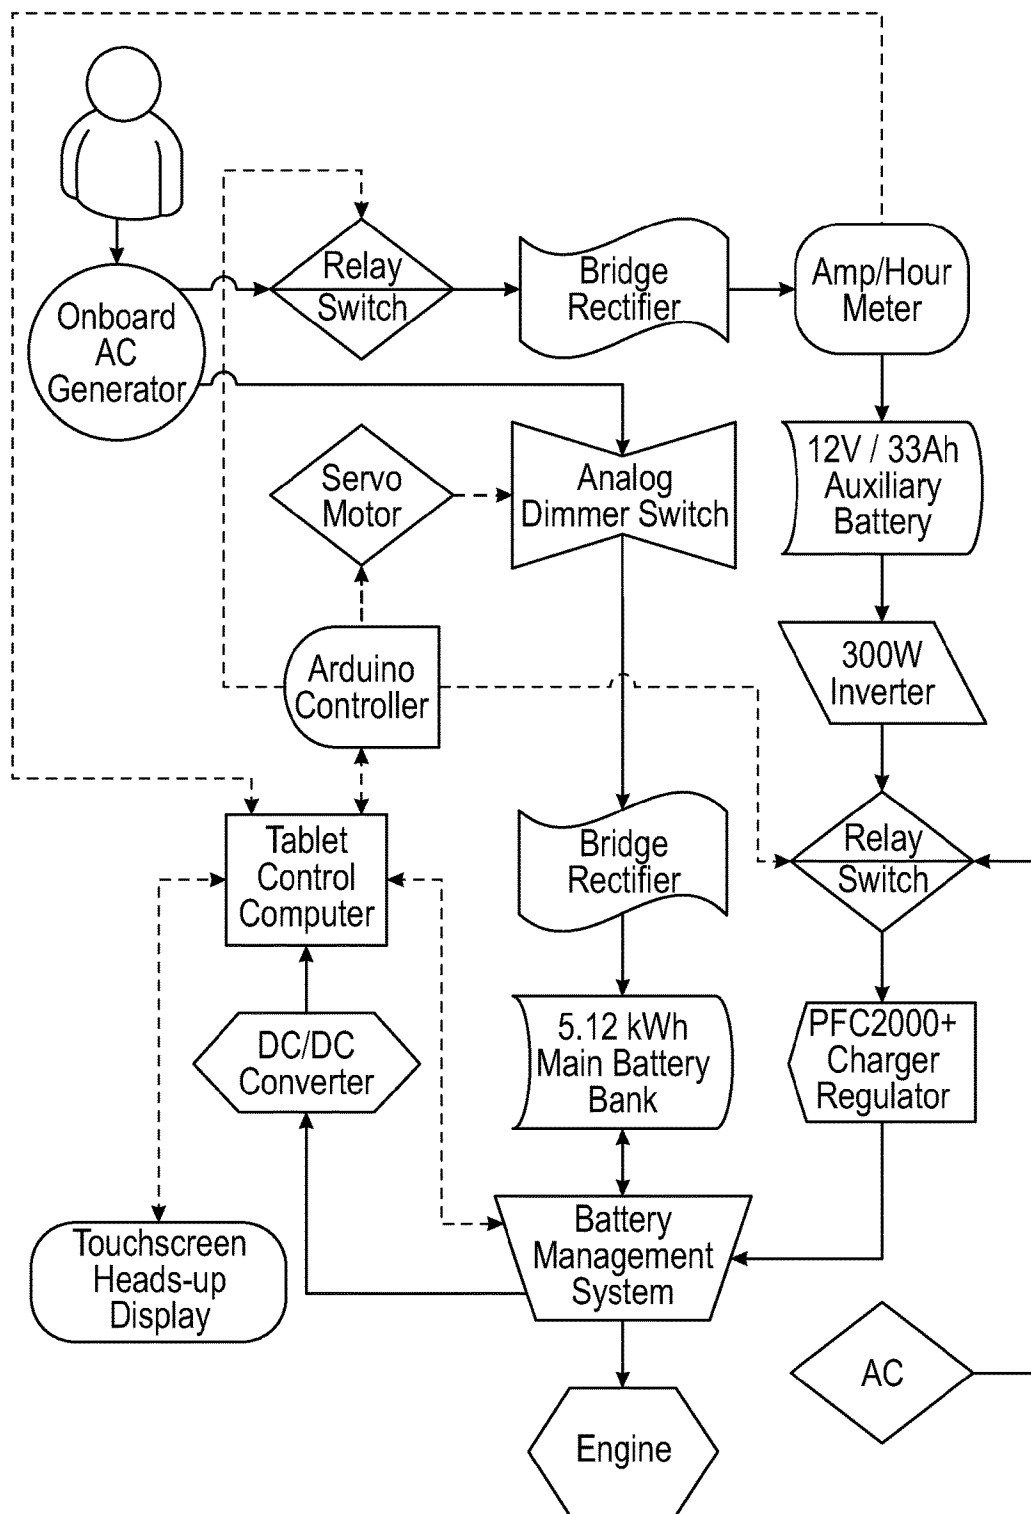 Relay
Switch
Bridge
Rectifier
Amp/Hour
Meter
Onboard
AC
Generator
Servo
Motor
Analog
Dimmer Switch
12V / 33Ah
Auxiliary
Battery
Arduino
Controller
300W
Inverter
Tablet
Control
Computer
Bridge
Rectifier
Relay
Switch
DC/DC
Converter
5.12 kWh
Main Battery
Bank
PFC2000+
Charger
Regulator
Touchscreen
Heads-up
Display
Battery
Management
System
AC
Engine